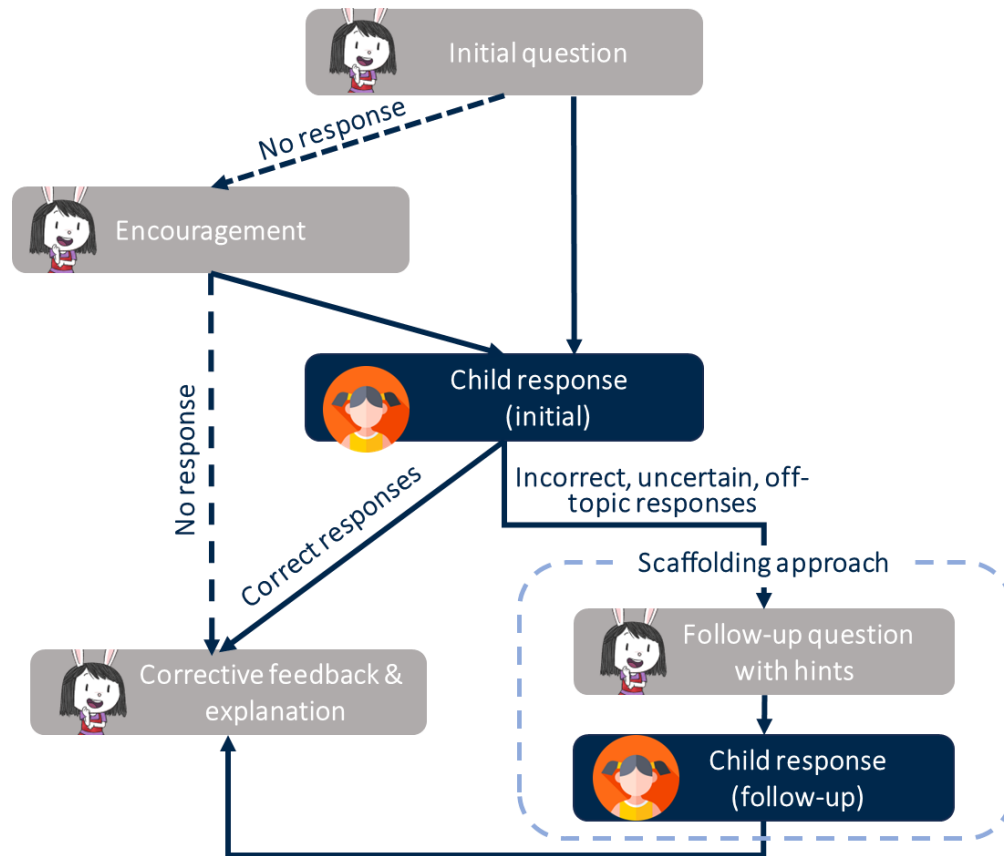 Initial question
No response
Encouragement
Child response
(initial)
No response
Correct responses
Incorrect, uncertain, off-
topic responses
Scaffolding approach
Follow-up question
with hints
Corrective feedback &
explanation
Child response
(follow-up)